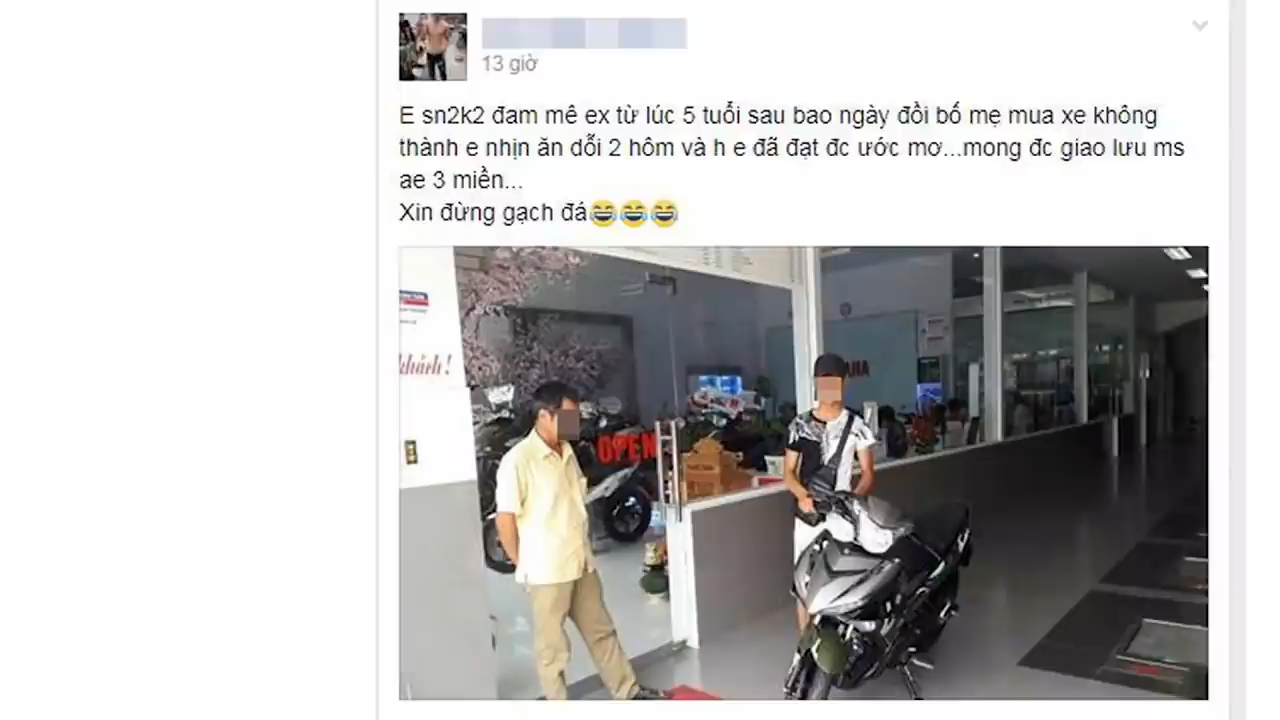 13 giờ
E sn2k2 đam mê ex từ lúc 5 tuổi sau bao ngày đồi bố mẹ mua xe không
thành e nhịn ăn dỗi 2 hôm và h e đã đạt đc ước mơ...mong đc giao lưu ms
ae 3 miền...
Xin đừng gạch đá😂😂😂
khách!
OPEN